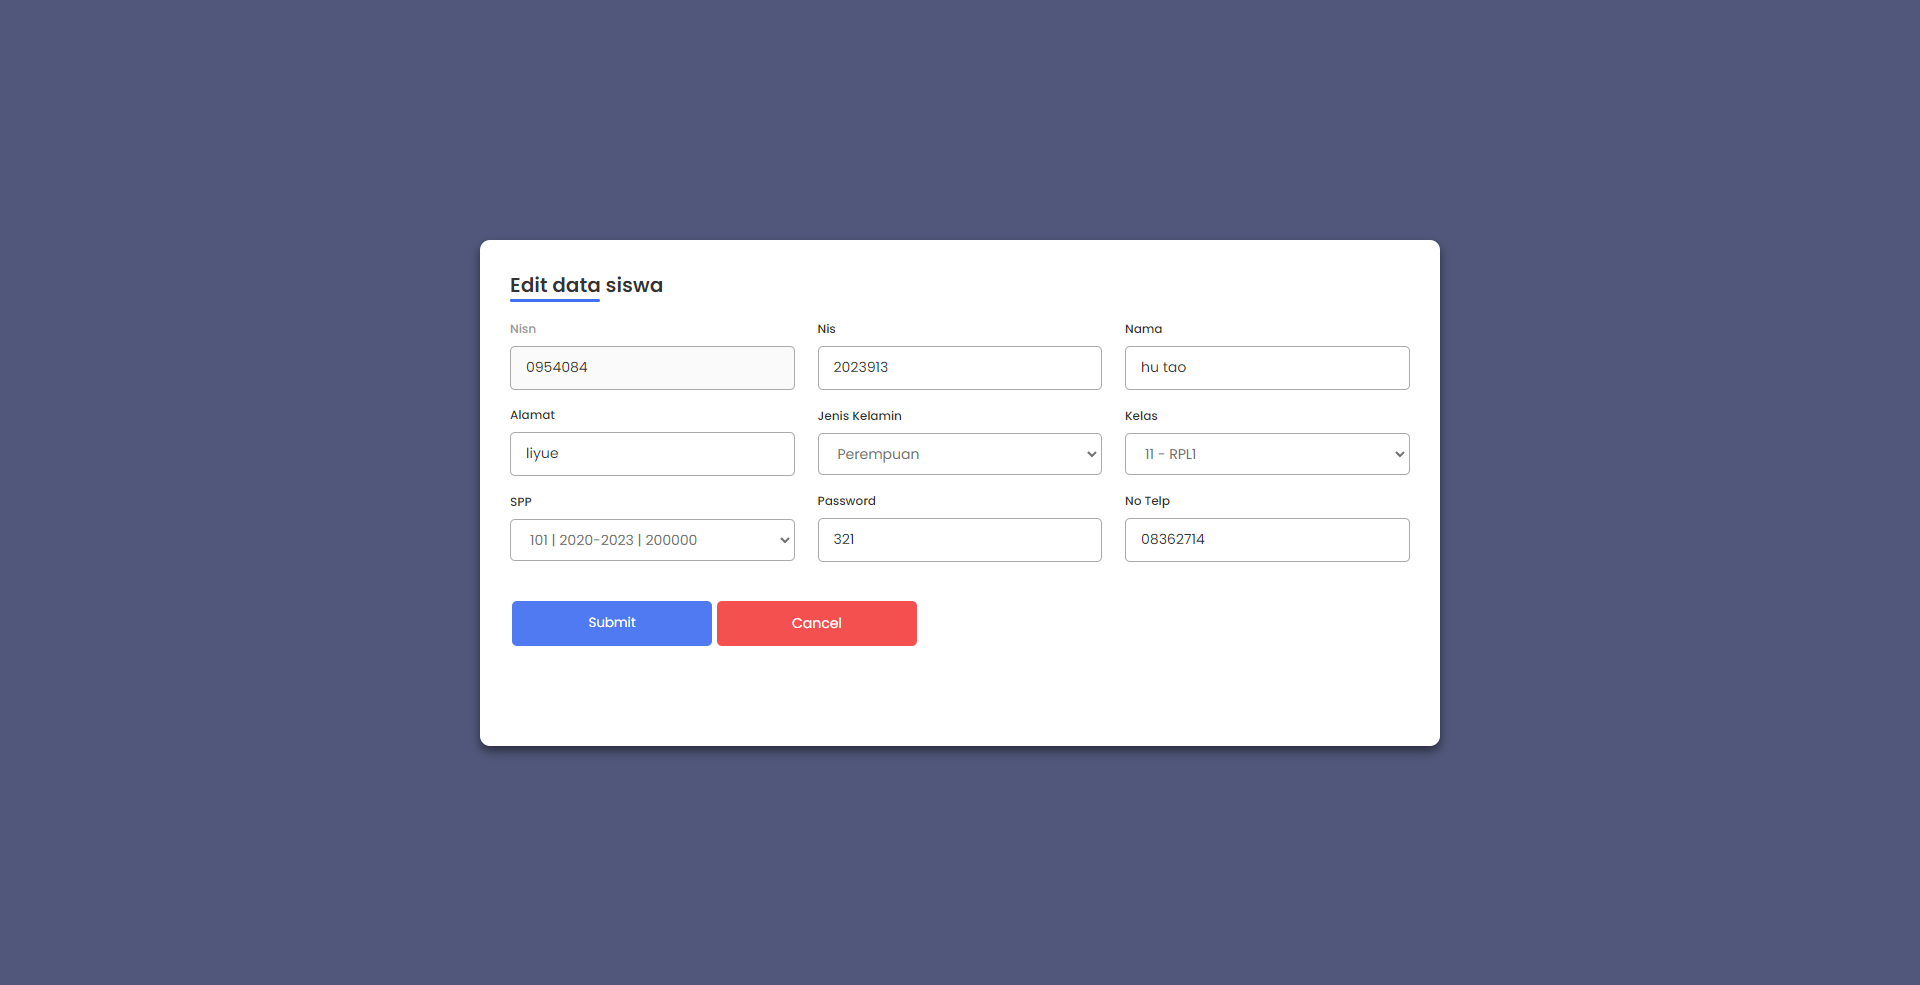 Edit data siswa
Nisn
Nis
Nama
0954084
2023913
hu tao
Alamat
Jenis Kelamin
Kelas
liyue
Perempuan
11 - RPL1
SPP
Password
No Telp
101 | 2020-2023 | 200000
321
08362714
Submit
Cancel